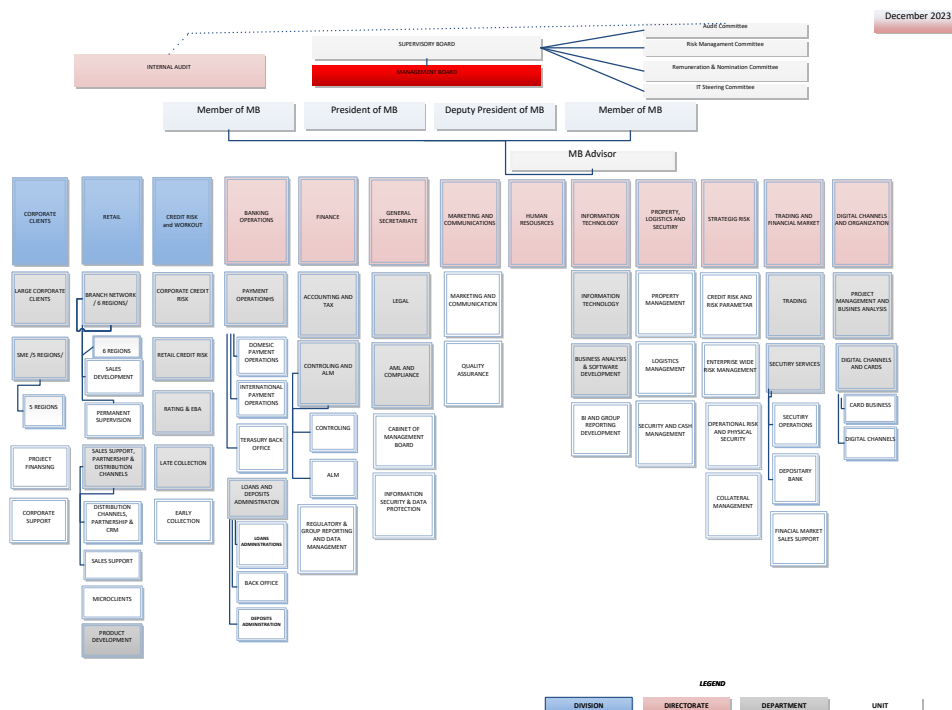 December 2023
Audit Committee
SUPERVISORY BOARD
Risk Managament Committee
INTERNAL AUDIT
MANAGEMENT BOARD
Remuneration & Nomination Committee
IT Steering Committee
Member of MB
President of MB
Deputy President of MB
Member of MB
MB Advisor
CORPORATE
CLIENTS
RETAIL
CREDIT RISK
and WORKOUT
BANKING
OPERATIONS
FINANCE
GENERAL
SECRETARIATE
MARKETING AND
COMMUNICATIONS
HUMAN
RESOUSRCES
INFORMATION
TECHNOLOGY
PROPERTY,
LOGISTICS AND
SECUTIRY
STRATEGIG RISK
TRADING AND
FINANCIAL MARKET
DIGITAL CHANNELS
AND ORGANIZATION
LARGE CORPORATE
CLIENTS
SME /5 REGIONS/
5 REGIONS
PROJECT
FINANSING
CORPORATE
SUPPORT
BRANCH NETWORK
/ 6 REGIONS/
6 REGIONS
SALES
DEVELOPMENT
PERMANENT
SUPERVISION
SALES SUPPORT,
PARTNERSHIP &
DISTRIBUTION
CHANNELS
DISTRIBUTION
CHANNELS,
PARTNERSHIP &
CRM
SALES SUPPORT
MICROCLIENTS
PRODUCT
DEVELOPMENT
CORPORATE CREDIT
RISK
RETAIL CREDIT RISK
RATING & EBA
LATE COLLECTION
EARLY
COLLECTION
PAYMENT
OPERATIONHS
DOMESIC
PAYMENT
OPERATIONS
INTERNATIONAL
PAYMENT
OPERATIONS
TERASURY BACK
OFFICE
LOANS AND
DEPOSITS
ADMINISTRATON
LOANS
ADMINISTRATIONS
BACK OFFICE
DEPOSITS
ADMINISTRATION
ACCOUNTING AND
TAX
CONTROLING AND
ALM
CONTROLING
ALM
REGULATORY &
GROUP REPORTING
AND DATA
MANAGEMENT
LEGAL
AML AND
COMPLIANCE
CABINET OF
MANAGEMENT
BOARD
INFORMATION
SECURITY & DATA
PROTECTION
MARKETING AND
COMMUNICATION
QUALITY
ASSURANCE
INFORMATION
TECHNOLOGY
BUSINESS ANALYSIS
& SOFTWARE
DEVELOPMENT
BI AND GROUP
REPORTING
DEVELOPMENT
PROPERTY
MANAGEMENT
LOGISTICS
MANAGEMENT
SECURITY AND CASH
MANAGEMENT
CREDIT RISK AND
RISK PARAMETAR
ENTERPRISE WIDE
RISK MANAGEMENT
OPERATIONAL RISK
AND PHYSICAL
SECURITY
COLLATERAL
MANAGEMENT
TRADING
SECUTIRY SERVICES
SECUTIRY
OPERATIONS
DEPOSITARY
BANK
FINACIAL MARKET
SALES SUPPORT
PROJECT
MANAGEMENT AND
BUSINES ANALYSIS
DIGITAL CHANNELS
AND CARDS
CARD BUSINESS
DIGITAL CHANNELS
LEGEND
DIVISION
DIRECTORATE
DEPARTMENT
UNIT